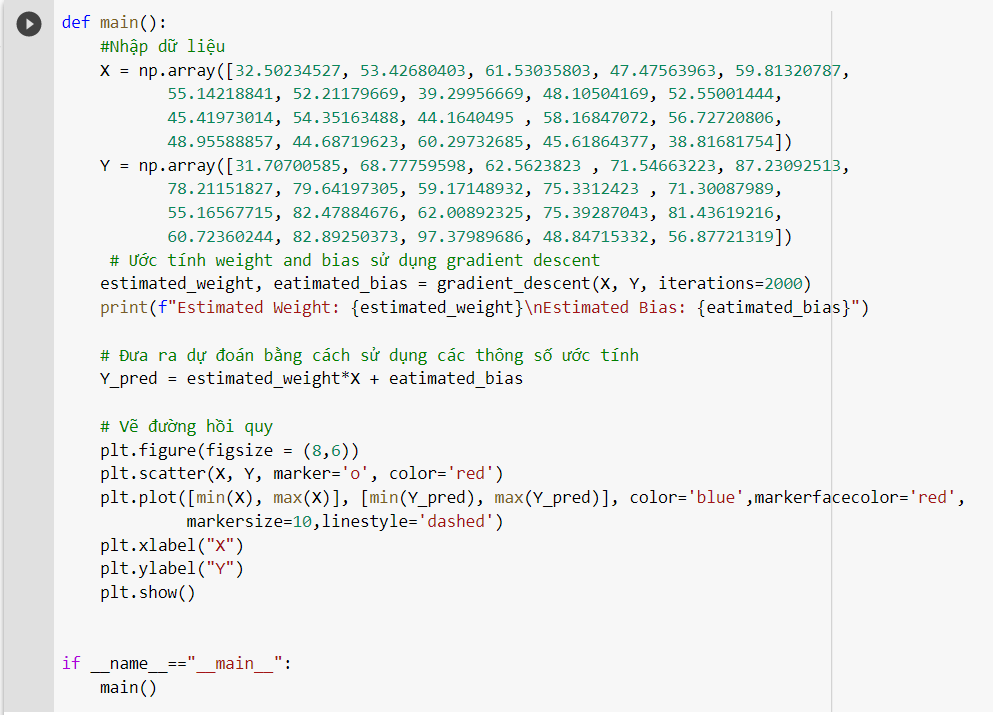 def main():
    #Nhập dữ liệu
    X = np.array([32.50234527, 53.42680403, 61.53035803, 47.47563963, 59.81320787,
           55.14218841, 52.21179669, 39.29956669, 48.10504169, 52.55001444,
           45.41973014, 54.35163488, 44.1640495 , 58.16847072, 56.72720806,
           48.95588857, 44.68719623, 60.29732685, 45.61864377, 38.81681754])
    Y = np.array([31.70700585, 68.77759598, 62.5623823 , 71.54663223, 87.23092513,
           78.21151827, 79.64197305, 59.17148932, 75.3312423 , 71.30087989,
           55.16567715, 82.47884676, 62.00892325, 75.39287043, 81.43619216,
           60.72360244, 82.89250373, 97.37989686, 48.84715332, 56.87721319])
     # Ước tính weight and bias sử dụng gradient descent
    estimated_weight, eatimated_bias = gradient_descent(X, Y, iterations=2000)
    print(f"Estimated Weight: {estimated_weight}\nEstimated Bias: {eatimated_bias}")

    # Đưa ra dự đoán bằng cách sử dụng các thông số ước tính
    Y_pred = estimated_weight*X + eatimated_bias

    # Vẽ đường hồi quy
    plt.figure(figsize = (8,6))
    plt.scatter(X, Y, marker='o', color='red')
    plt.plot([min(X), max(X)], [min(Y_pred), max(Y_pred)], color='blue',markerfacecolor='red',
             markersize=10,linestyle='dashed')
    plt.xlabel("X")
    plt.ylabel("Y")
    plt.show()


if __name__=="__main__":
    main()